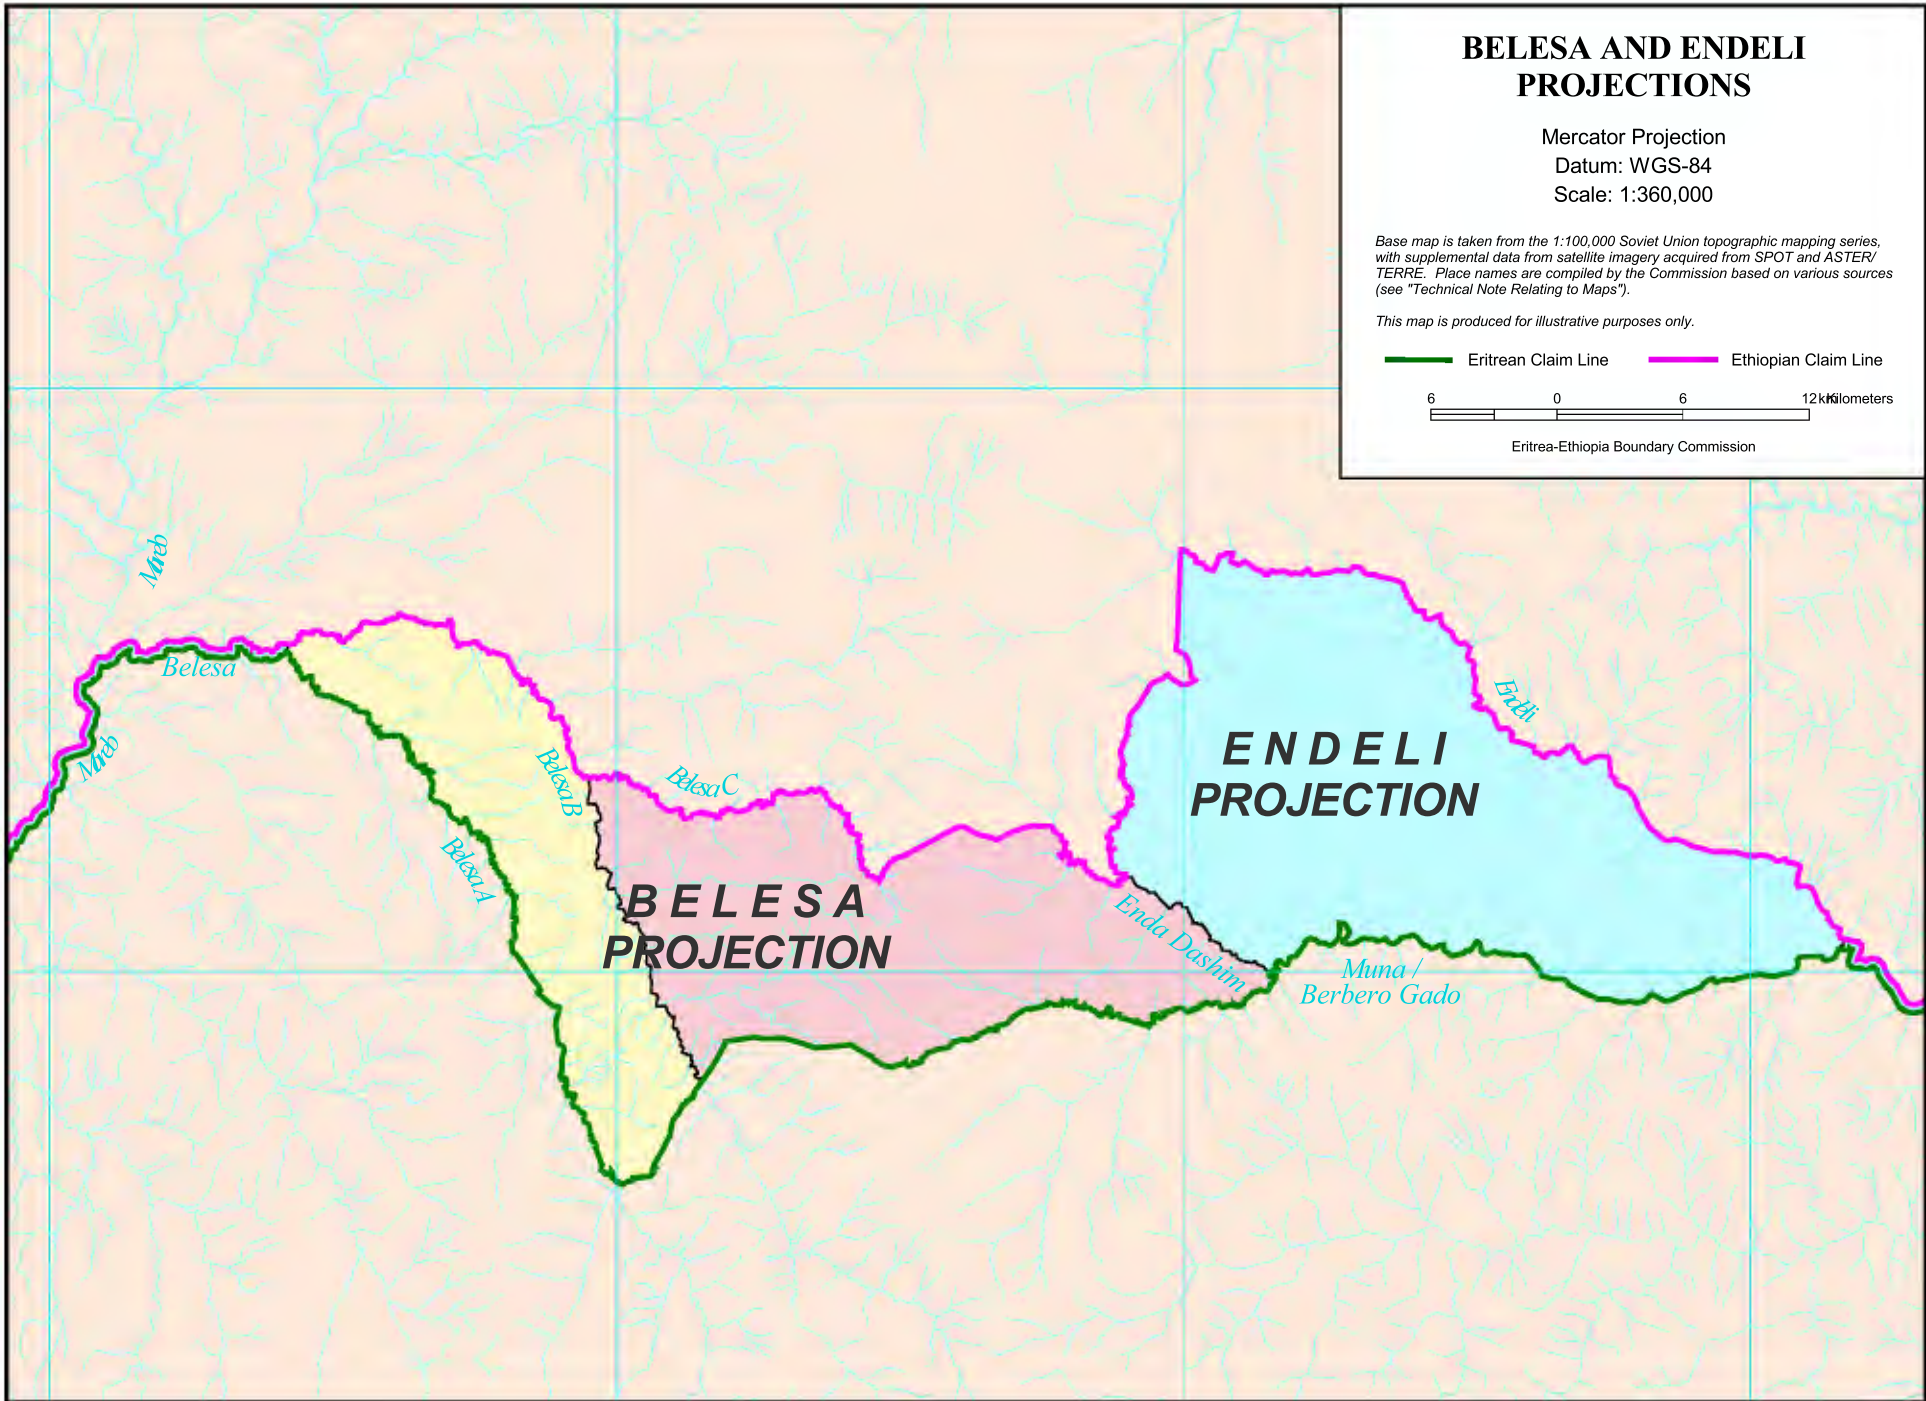 BELESA AND ENDELI
PROJECTIONS
Mercator Projection
Datum: WGS-84
Scale: 1:360,000
Base map is taken from the 1:100,000 Soviet Union topographic mapping series,
with supplemental data from satellite imagery acquired from SPOT and ASTER/
TERRE. Place names are compiled by the Commission based on various sources
(see "Technical Note Relating to Maps").
This map is produced for illustrative purposes only.
Eritrean Claim Line
Ethiopian Claim Line
6 0 6 12 km Kilometers
Eritrea-Ethiopia Boundary Commission
Mareb
Belesa
Mareb
Endeli
ENDELI
PROJECTION
Belesa B
Belesa C
Belesa A
BELESA
PROJECTION
Enda Dashim
Muna /
Berbero Gado